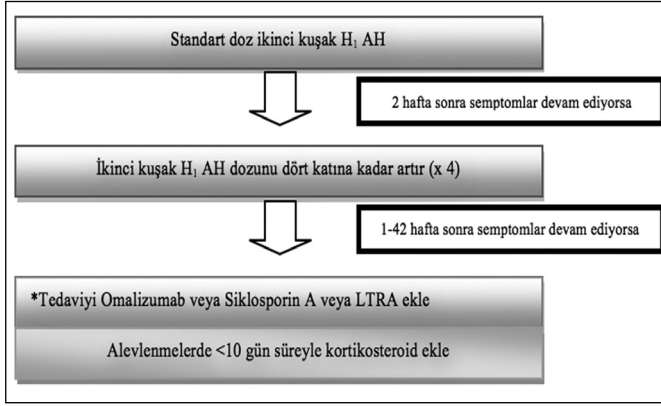 Standart doz ikinci kuşak H₁ AH
2 hafta sonra semptomlar devam ediyorsa
İkinci kuşak H₁ AH dozunu dört katına kadar artır (x 4)
1-42 hafta sonra semptomlar devam ediyorsa
*Tedaviyi Omalizumab veya Siklosporin A veya LTRA ekle
Alevlenmelerde <10 gün süreyle kortikosteroid ekle